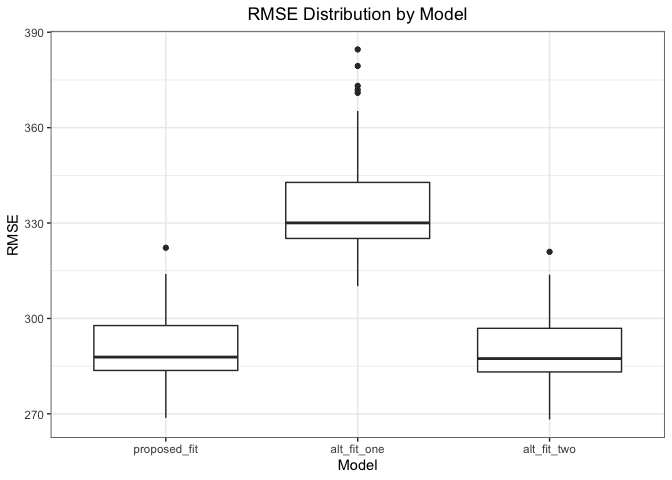 RMSE Distribution by Model
390
360
330
300
270
RMSE
proposed_fit
alt_fit_one
alt_fit_two
Model